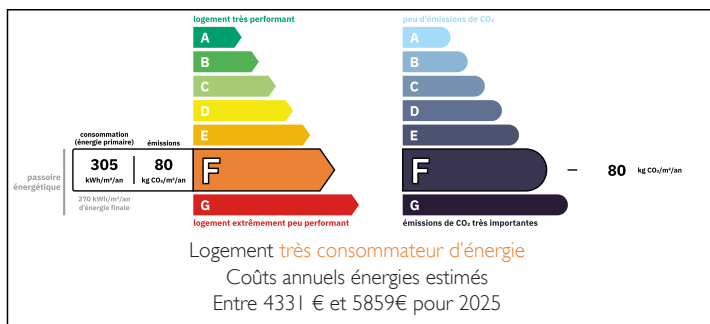 logement très performant
A
B
C
D
E
consommation
(énergie primaire)
émissions
305
kWh/m²/an
80
kg CO₂/m²/an
F
passoire
énergétique
270 kWh/m²/an
d'énergie finale
G
logement extrêmement peu performant
peu d'émissions de CO₂
A
B
C
D
E
F
80 kg CO₂/m²/an
G
émissions de CO₂ très importantes
Logement très consommateur d'énergie
Coûts annuels énergies estimés
Entre 4331 € et 5859€ pour 2025